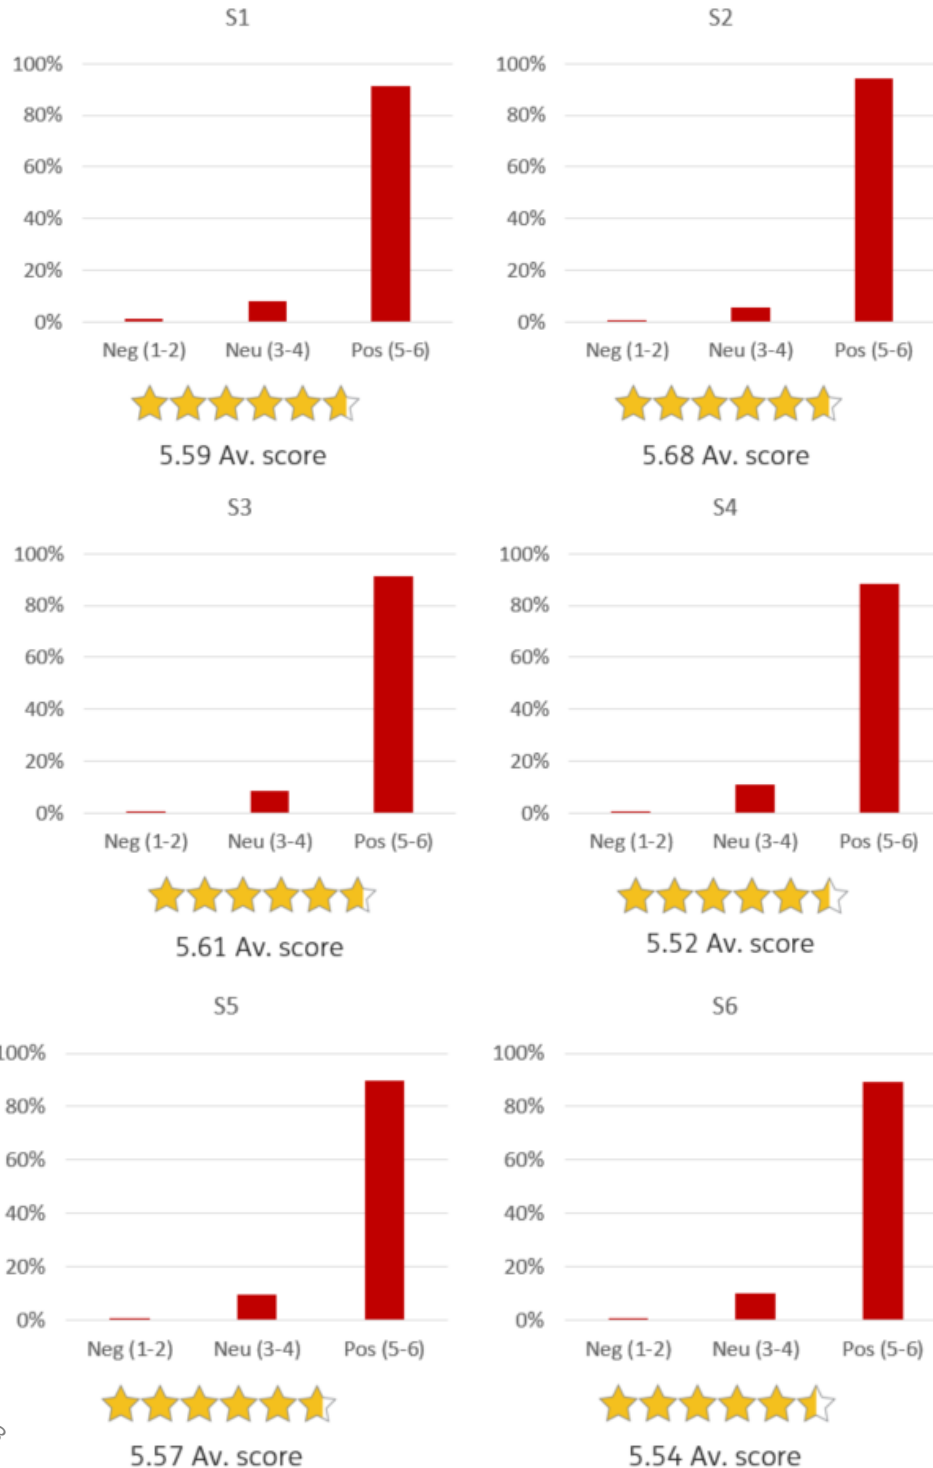 S1
100%
80%
60%
40%
20%
0%
Neg (1-2) Neu (3-4) Pos (5-6)
5.59 Av. score
S2
100%
80%
60%
40%
20%
0%
Neg (1-2) Neu (3-4) Pos (5-6)
5.68 Av. score
S3
100%
80%
60%
40%
20%
0%
Neg (1-2) Neu (3-4) Pos (5-6)
5.61 Av. score
S4
100%
80%
60%
40%
20%
0%
Neg (1-2) Neu (3-4) Pos (5-6)
5.52 Av. score
S5
100%
80%
60%
40%
20%
0%
Neg (1-2) Neu (3-4) Pos (5-6)
5.57 Av. score
S6
100%
80%
60%
40%
20%
0%
Neg (1-2) Neu (3-4) Pos (5-6)
5.54 Av. score